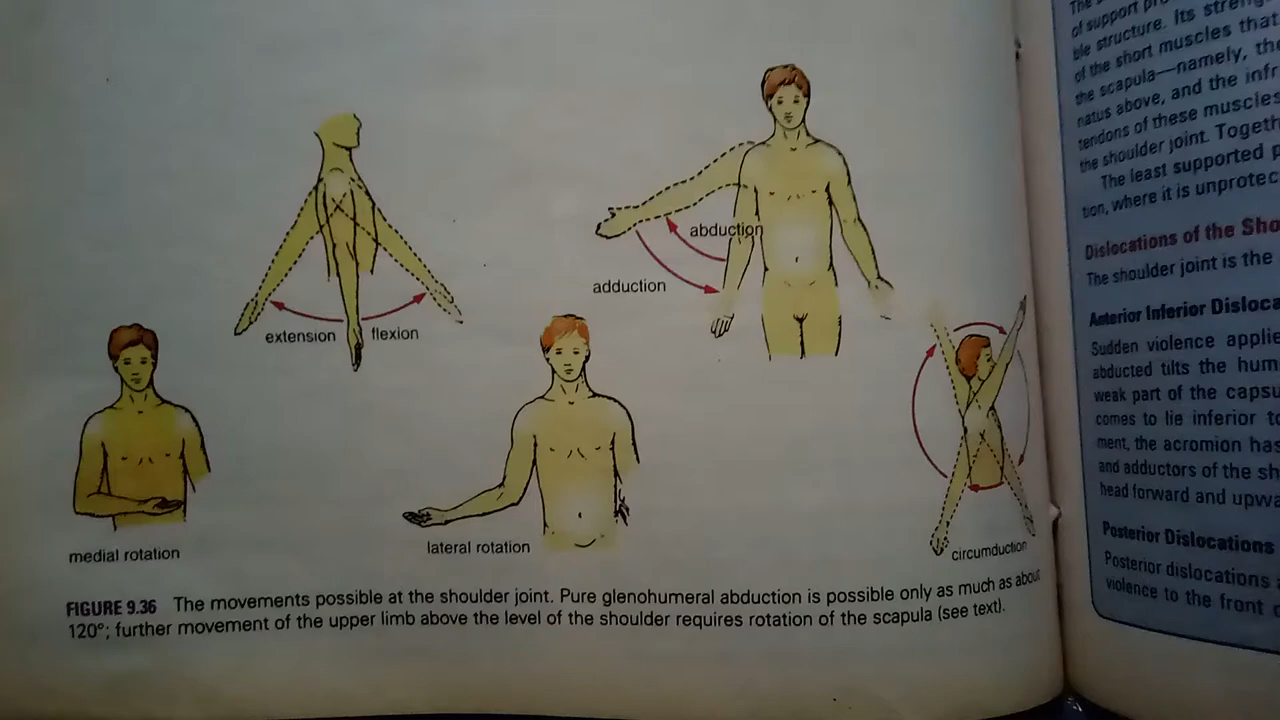 extension
flexion
abduction
adduction
medial rotation
lateral rotation
circumduction
FIGURE 9.36 The movements possible at the shoulder joint. Pure glenohumeral abduction is possible only as much as about
120°; further movement of the upper limb above the level of the shoulder requires rotation of the scapula (see text).
The
of support
ble structure. Its
of the short muscles that
the scapula—namely, the
natus above, and the
tendons of these muscles
the shoulder joint.
The least supported
tion, where it is
Dislocations of the
The shoulder joint is the
Anterior Inferior
Sudden violence
abducted tilts the
weak part of the
comes to lie inferior
ment, the acromion has
and adductors of the
head forward and
Posterior Dislocations
Posterior dislocations
violence to the front